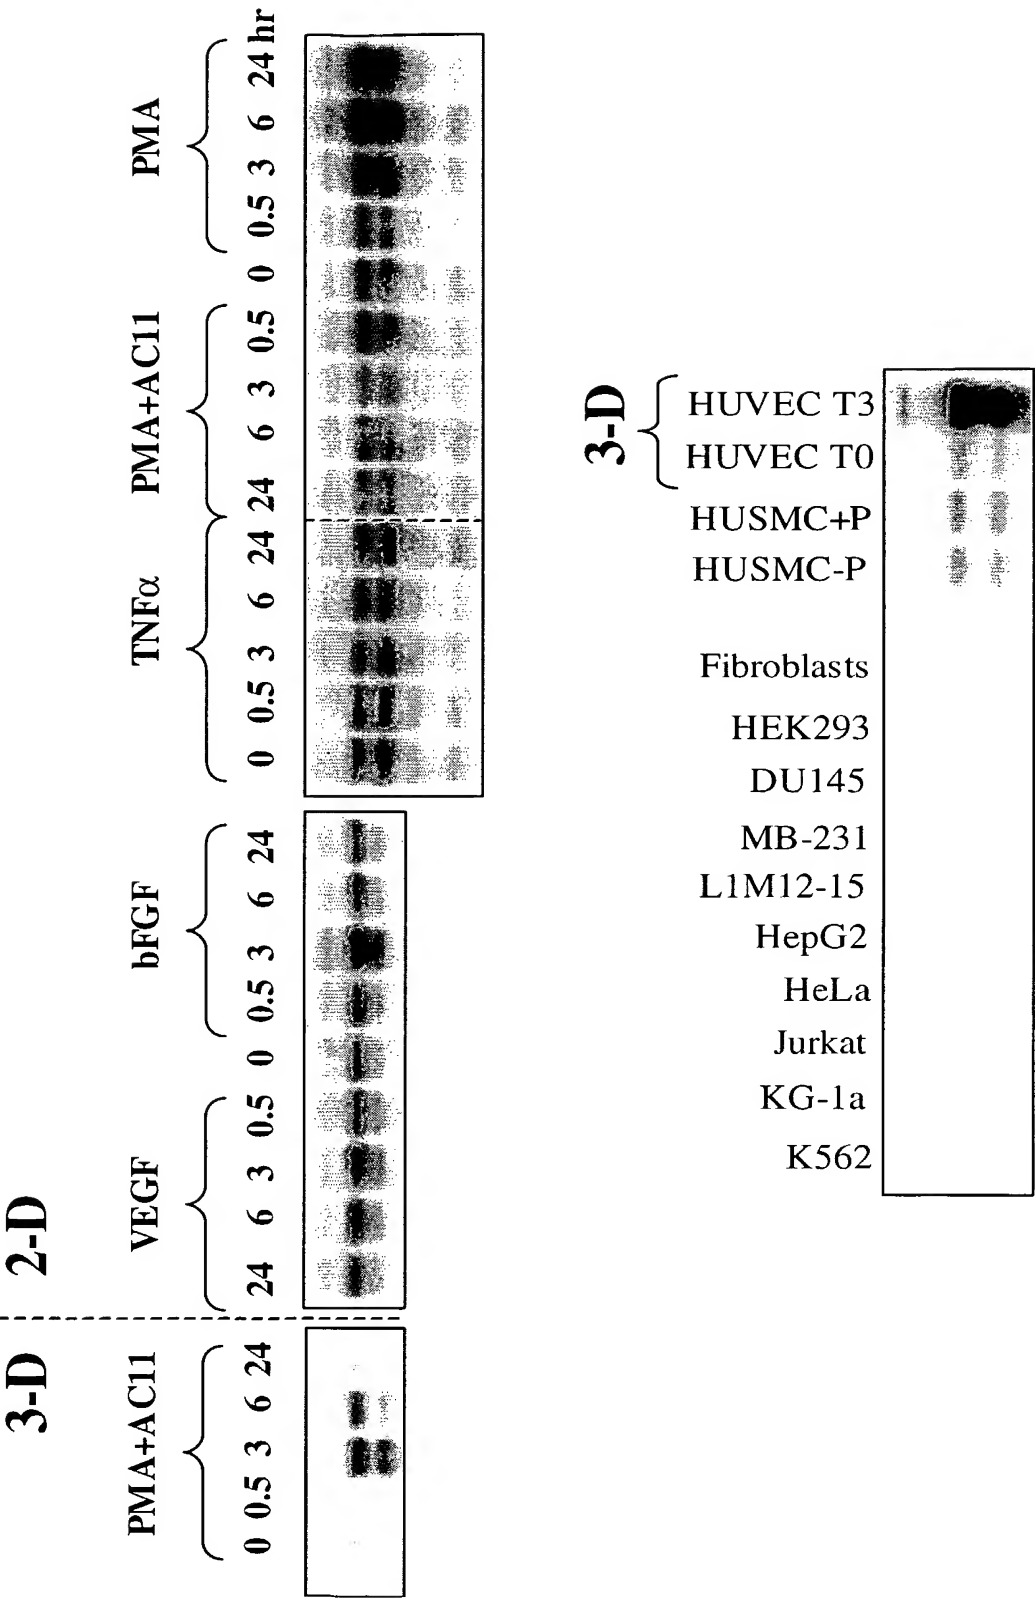 3-D 2-D
PMA+AC11 VEGF bFGF TNFα PMA+AC11 PMA
0 0.5 3 6 24 24 6 3 0.5 0 0.5 3 6 24 0 0.5 3 6 24 24 6 3 0.5 0 0.5 3 6 24 hr
3-D
K562
KG-1a
Jurkat
HeLa
HepG2
L1M12-15
MB-231
DU145
HEK293
Fibroblasts
HUSMC-P
HUSMC+P
HUVEC T0
HUVEC T3